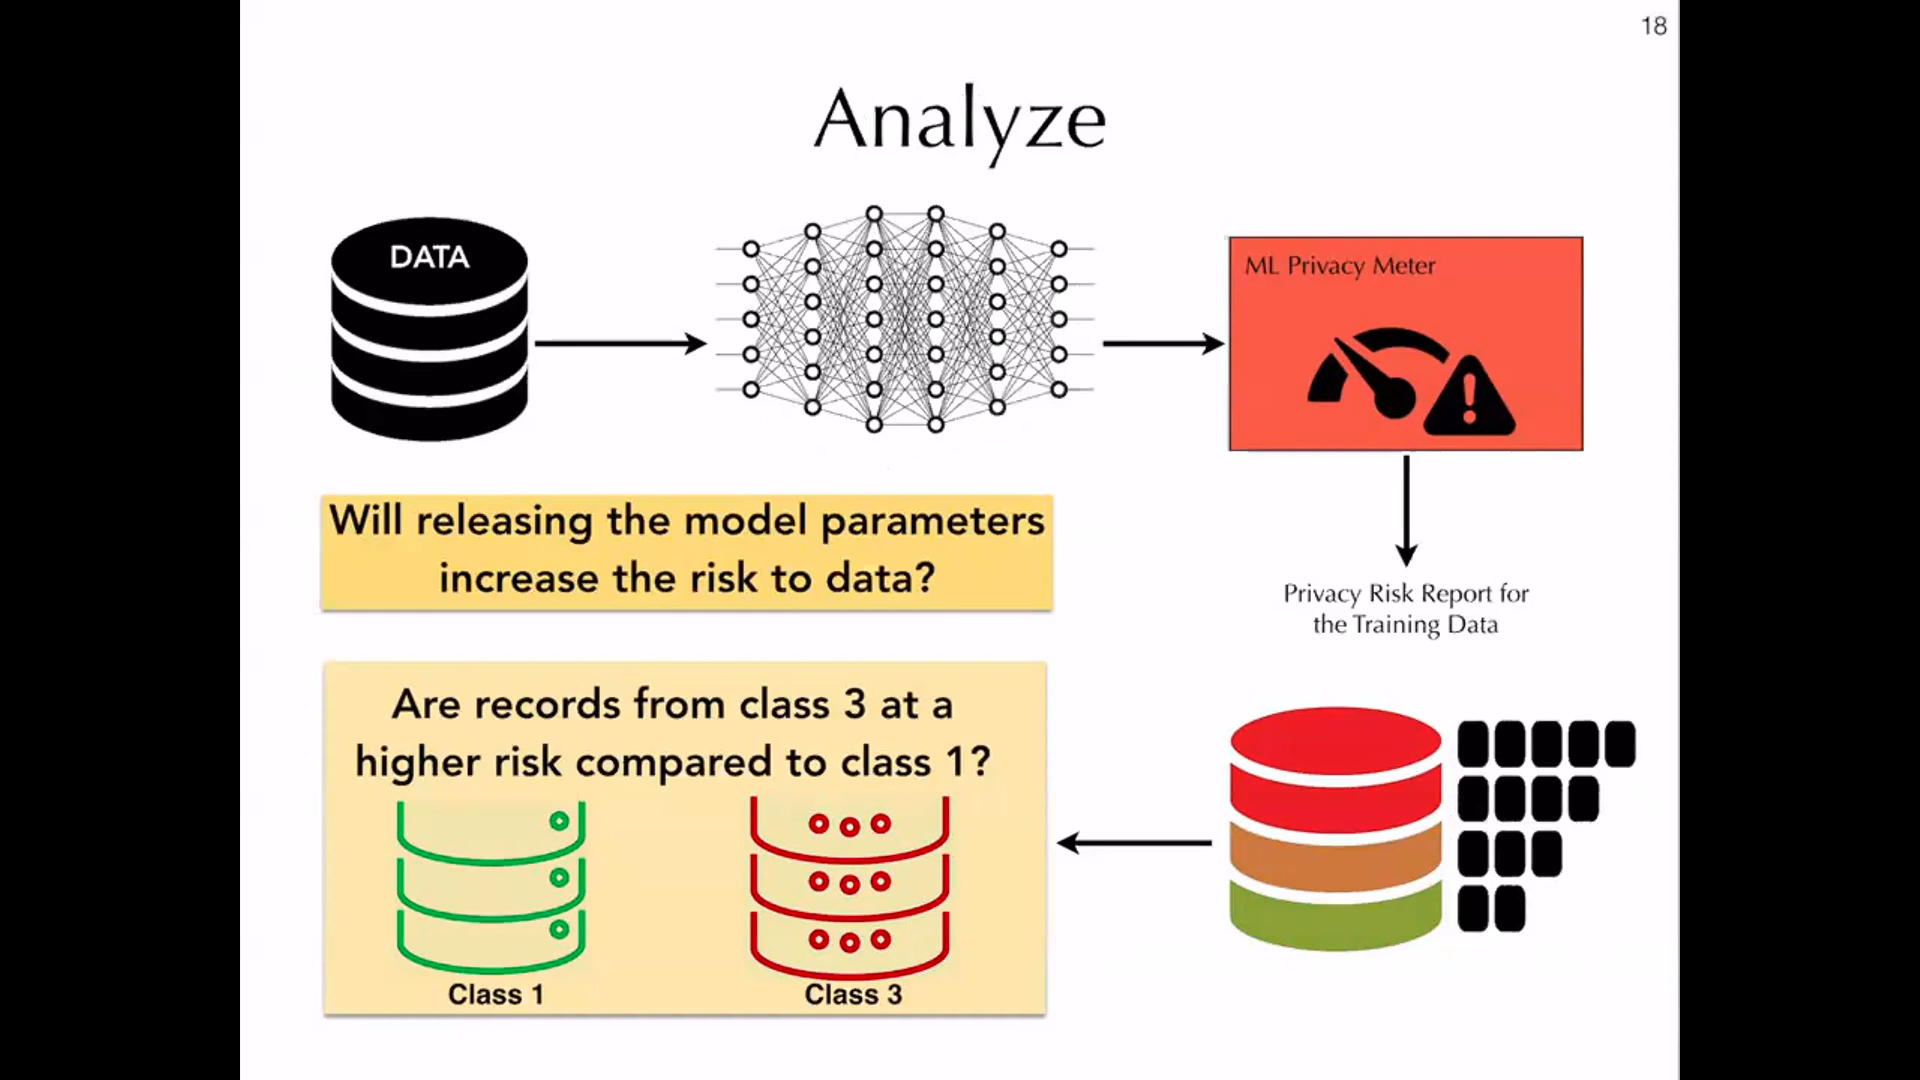 18
Analyze
DATA
ML Privacy Meter
Will releasing the model parameters
increase the risk to data?
Privacy Risk Report for
the Training Data
Are records from class 3 at a
higher risk compared to class 1?
Class 1
Class 3